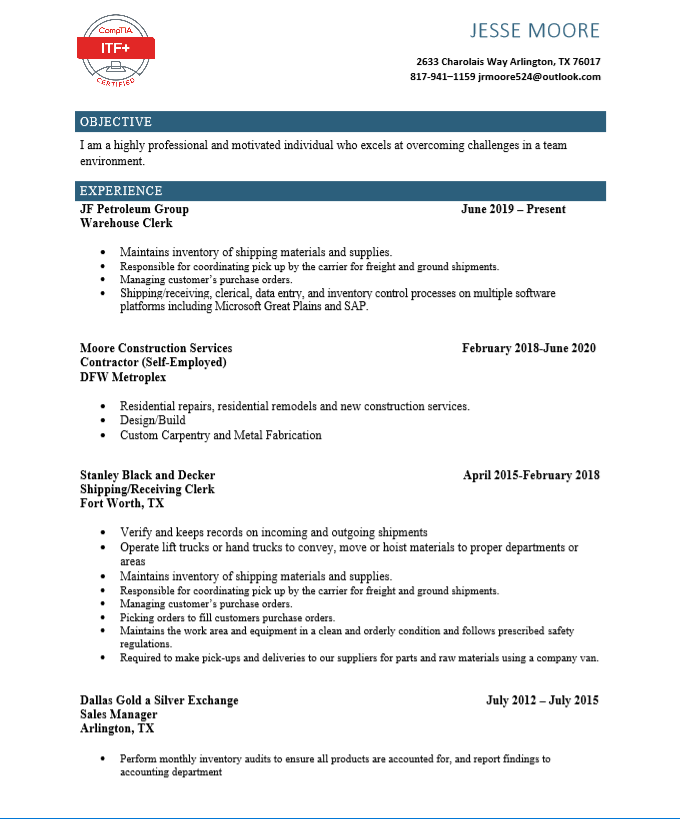 CompTIA
ITF+
CERTIFIED
JESSE MOORE
2633 Charolais Way Arlington, TX 76017
817-941–1159 jrmoore524@outlook.com
OBJECTIVE
I am a highly professional and motivated individual who excels at overcoming challenges in a team
environment.
EXPERIENCE
JF Petroleum Group June 2019 – Present
Warehouse Clerk
• Maintains inventory of shipping materials and supplies.
• Responsible for coordinating pick up by the carrier for freight and ground shipments.
• Managing customer’s purchase orders.
• Shipping/receiving, clerical, data entry, and inventory control processes on multiple software
platforms including Microsoft Great Plains and SAP.
Moore Construction Services February 2018-June 2020
Contractor (Self-Employed)
DFW Metroplex
• Residential repairs, residential remodels and new construction services.
• Design/Build
• Custom Carpentry and Metal Fabrication
Stanley Black and Decker April 2015-February 2018
Shipping/Receiving Clerk
Fort Worth, TX
• Verify and keeps records on incoming and outgoing shipments
• Operate lift trucks or hand trucks to convey, move or hoist materials to proper departments or
areas
• Maintains inventory of shipping materials and supplies.
• Responsible for coordinating pick up by the carrier for freight and ground shipments.
• Managing customer’s purchase orders.
• Picking orders to fill customers purchase orders.
• Maintains the work area and equipment in a clean and orderly condition and follows prescribed safety
regulations.
• Required to make pick-ups and deliveries to our suppliers for parts and raw materials using a company van.
Dallas Gold a Silver Exchange July 2012 – July 2015
Sales Manager
Arlington, TX
• Perform monthly inventory audits to ensure all products are accounted for, and report findings to
accounting department